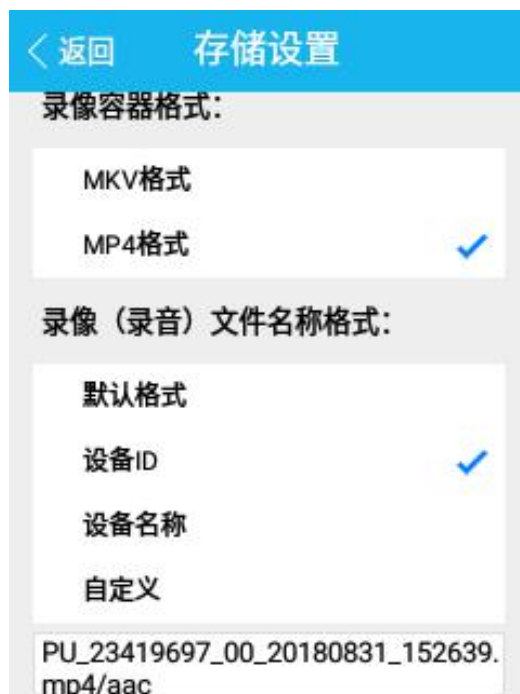 返回 存储设置
录像容器格式：
MKV格式
MP4格式
录像（录音）文件名称格式：
默认格式
设备ID
设备名称
自定义
PU_23419697_00_20180831_152639.
mp4/aac